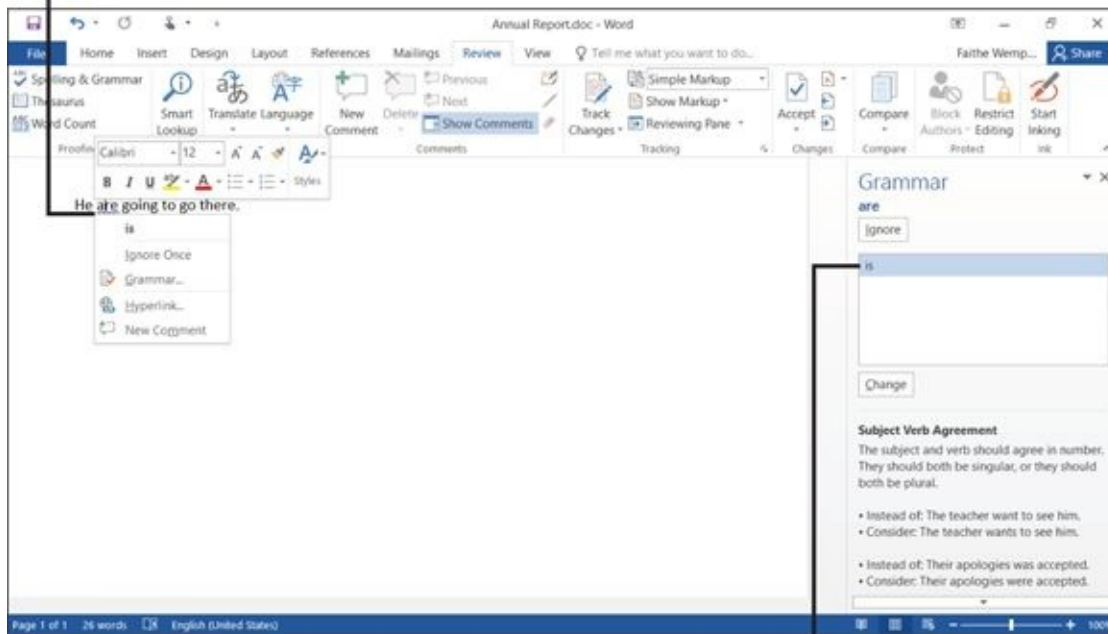 Annual Report.doc - Word
File Home Insert Design Layout References Mailings Review View Tell me what you want to do... Faithe Wemp... Share
Spelling & Grammar
Thesaurus
Word Count
Smart Lookup
Translate
Language
New Comment
Delete
Previous
Next
Show Comments
Track Changes
Simple Markup
Show Markup
Reviewing Pane
Accept
Compare
Block Authors
Restrict Editing
Start Inking
Proofin Comments Tracking Changes Compare Protect Ink
Calibri 12 A A A
B I U aby A Styles
He are going to go there.
is
Ignore Once
Grammar...
Hyperlink...
New Comment
Grammar
are
Ignore
is
Change
Subject Verb Agreement
The subject and verb should agree in number.
They should both be singular, or they should
both be plural.
• Instead of: The teacher want to see him.
• Consider: The teacher wants to see him.
• Instead of: Their apologies was accepted.
• Consider: Their apologies were accepted.
Page 1 of 1 26 words English (United States) 100%